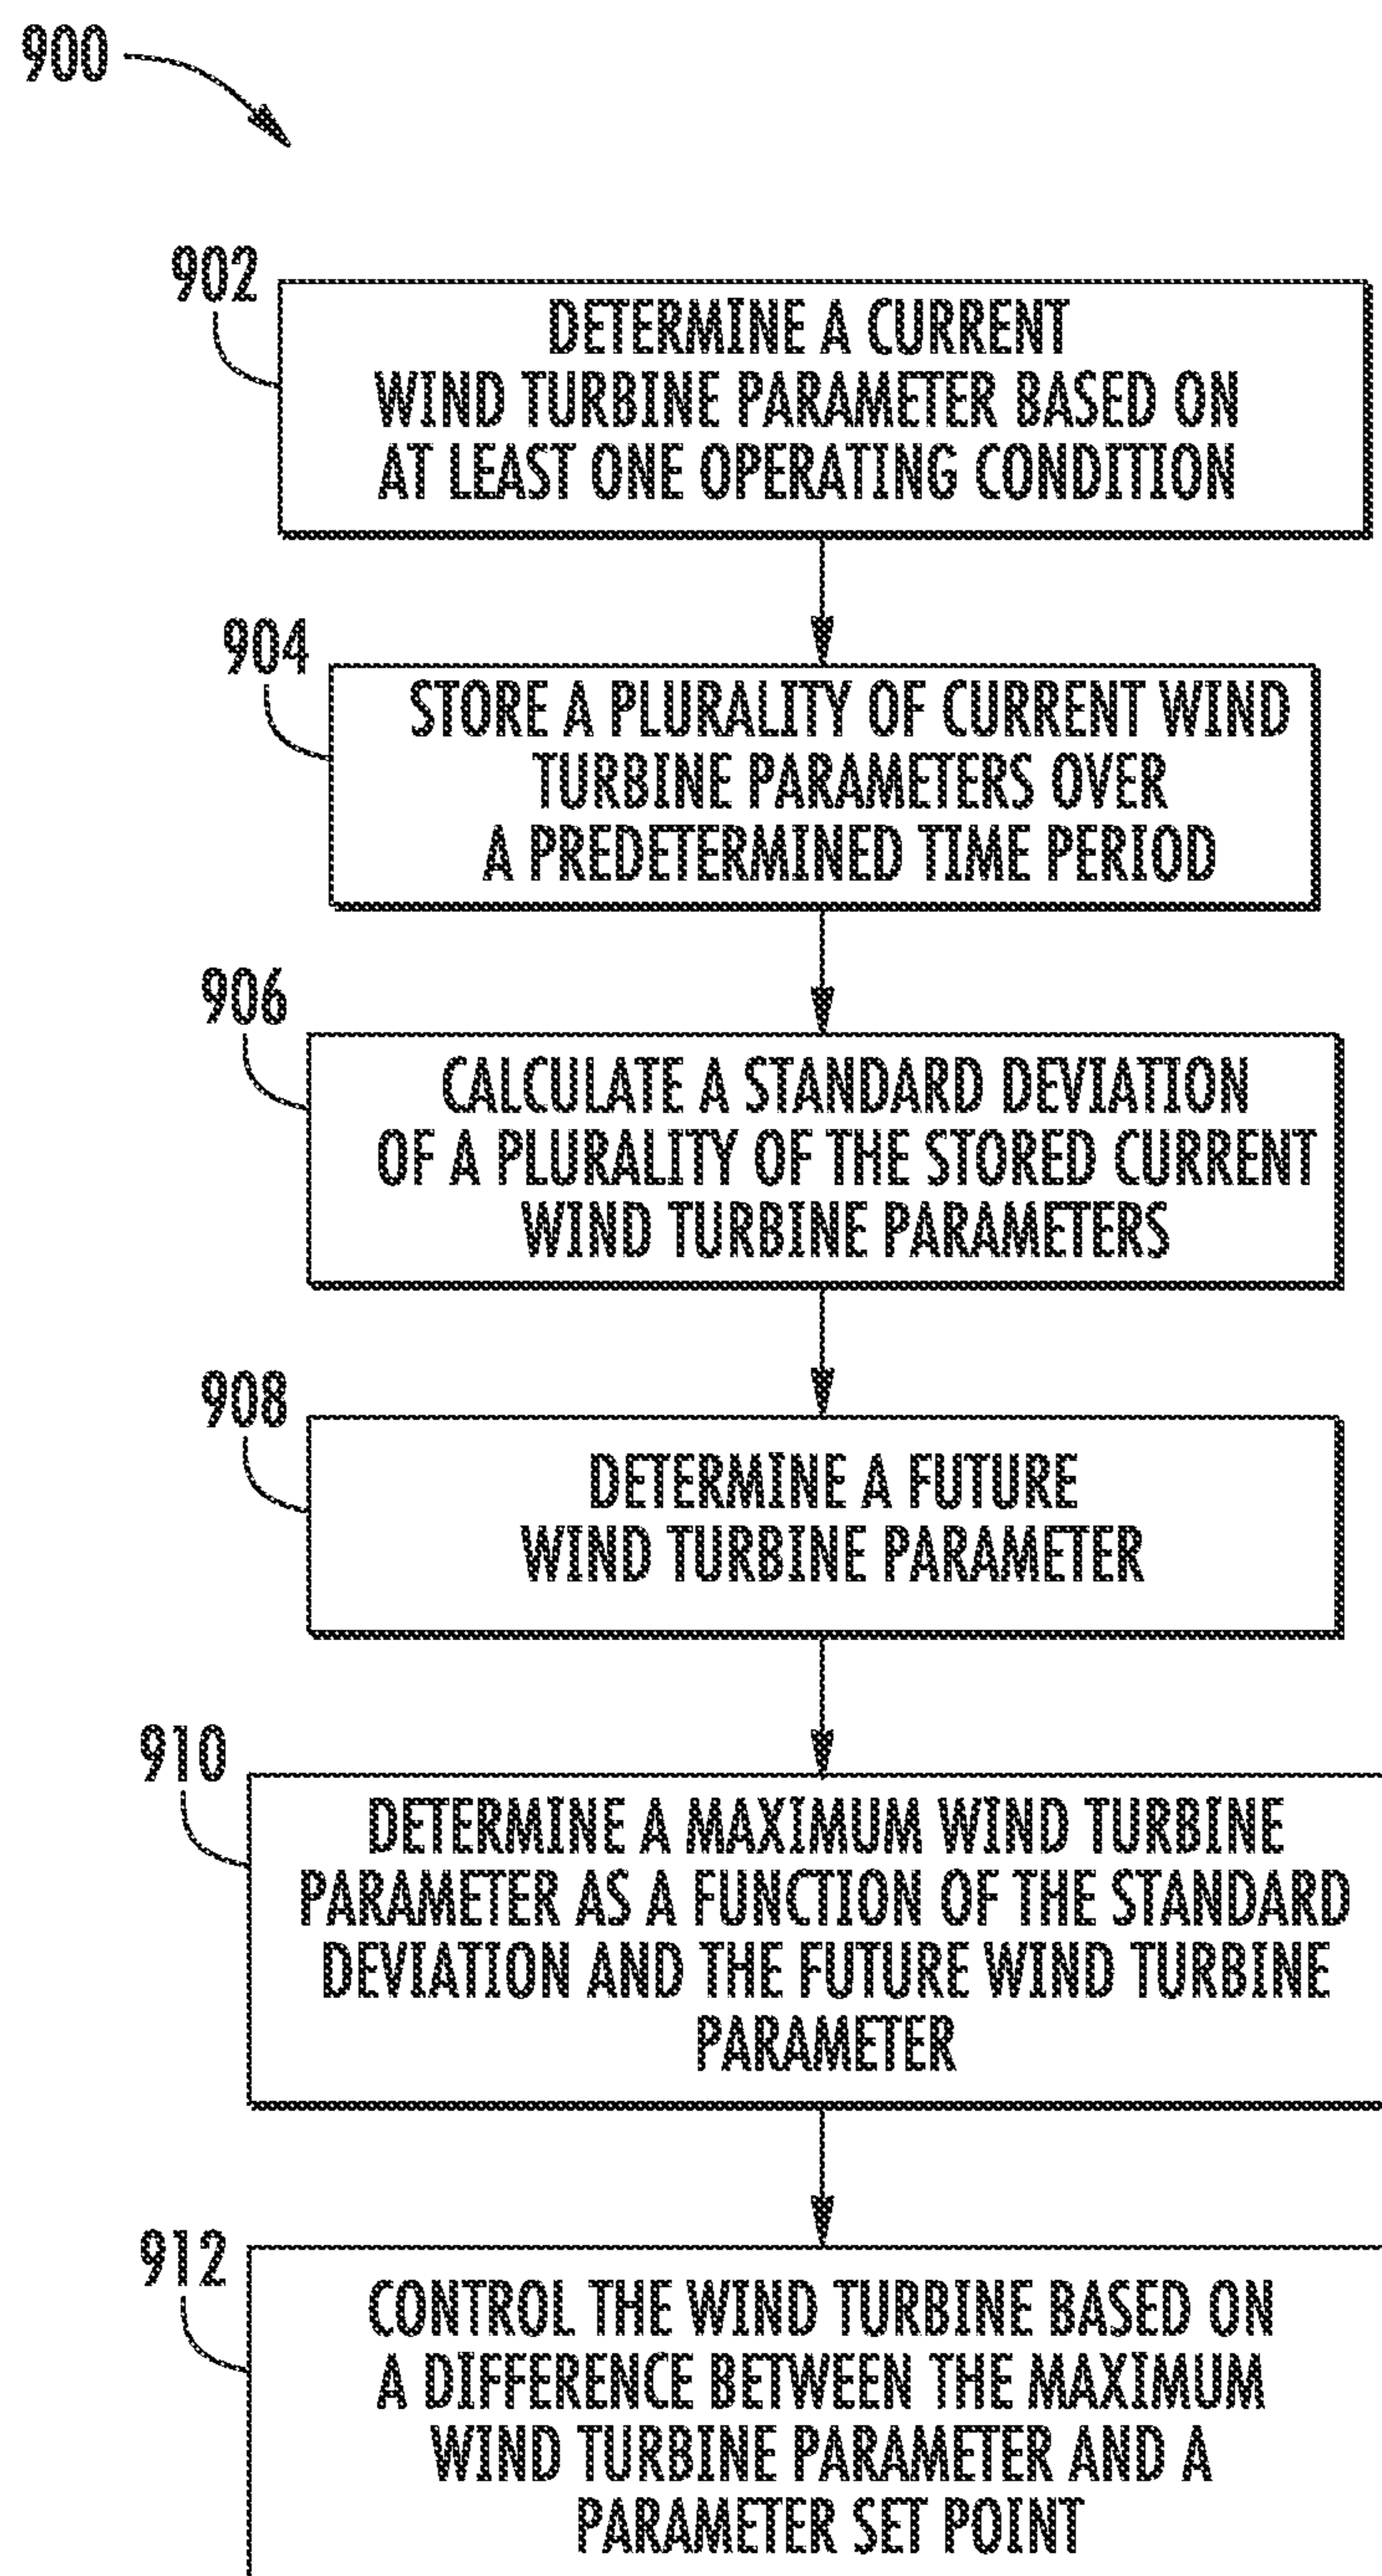 900
902
DETERMINE A CURRENT
WIND TURBINE PARAMETER BASED ON
AT LEAST ONE OPERATING CONDITION
904
STORE A PLURALITY OF CURRENT WIND
TURBINE PARAMETERS OVER
A PREDETERMINED TIME PERIOD
906
CALCULATE A STANDARD DEVIATION
OF A PLURALITY OF THE STORED CURRENT
WIND TURBINE PARAMETERS
908
DETERMINE A FUTURE
WIND TURBINE PARAMETER
910
DETERMINE A MAXIMUM WIND TURBINE
PARAMETER AS A FUNCTION OF THE STANDARD
DEVIATION AND THE FUTURE WIND TURBINE
PARAMETER
912
CONTROL THE WIND TURBINE BASED ON
A DIFFERENCE BETWEEN THE MAXIMUM
WIND TURBINE PARAMETER AND A
PARAMETER SET POINT